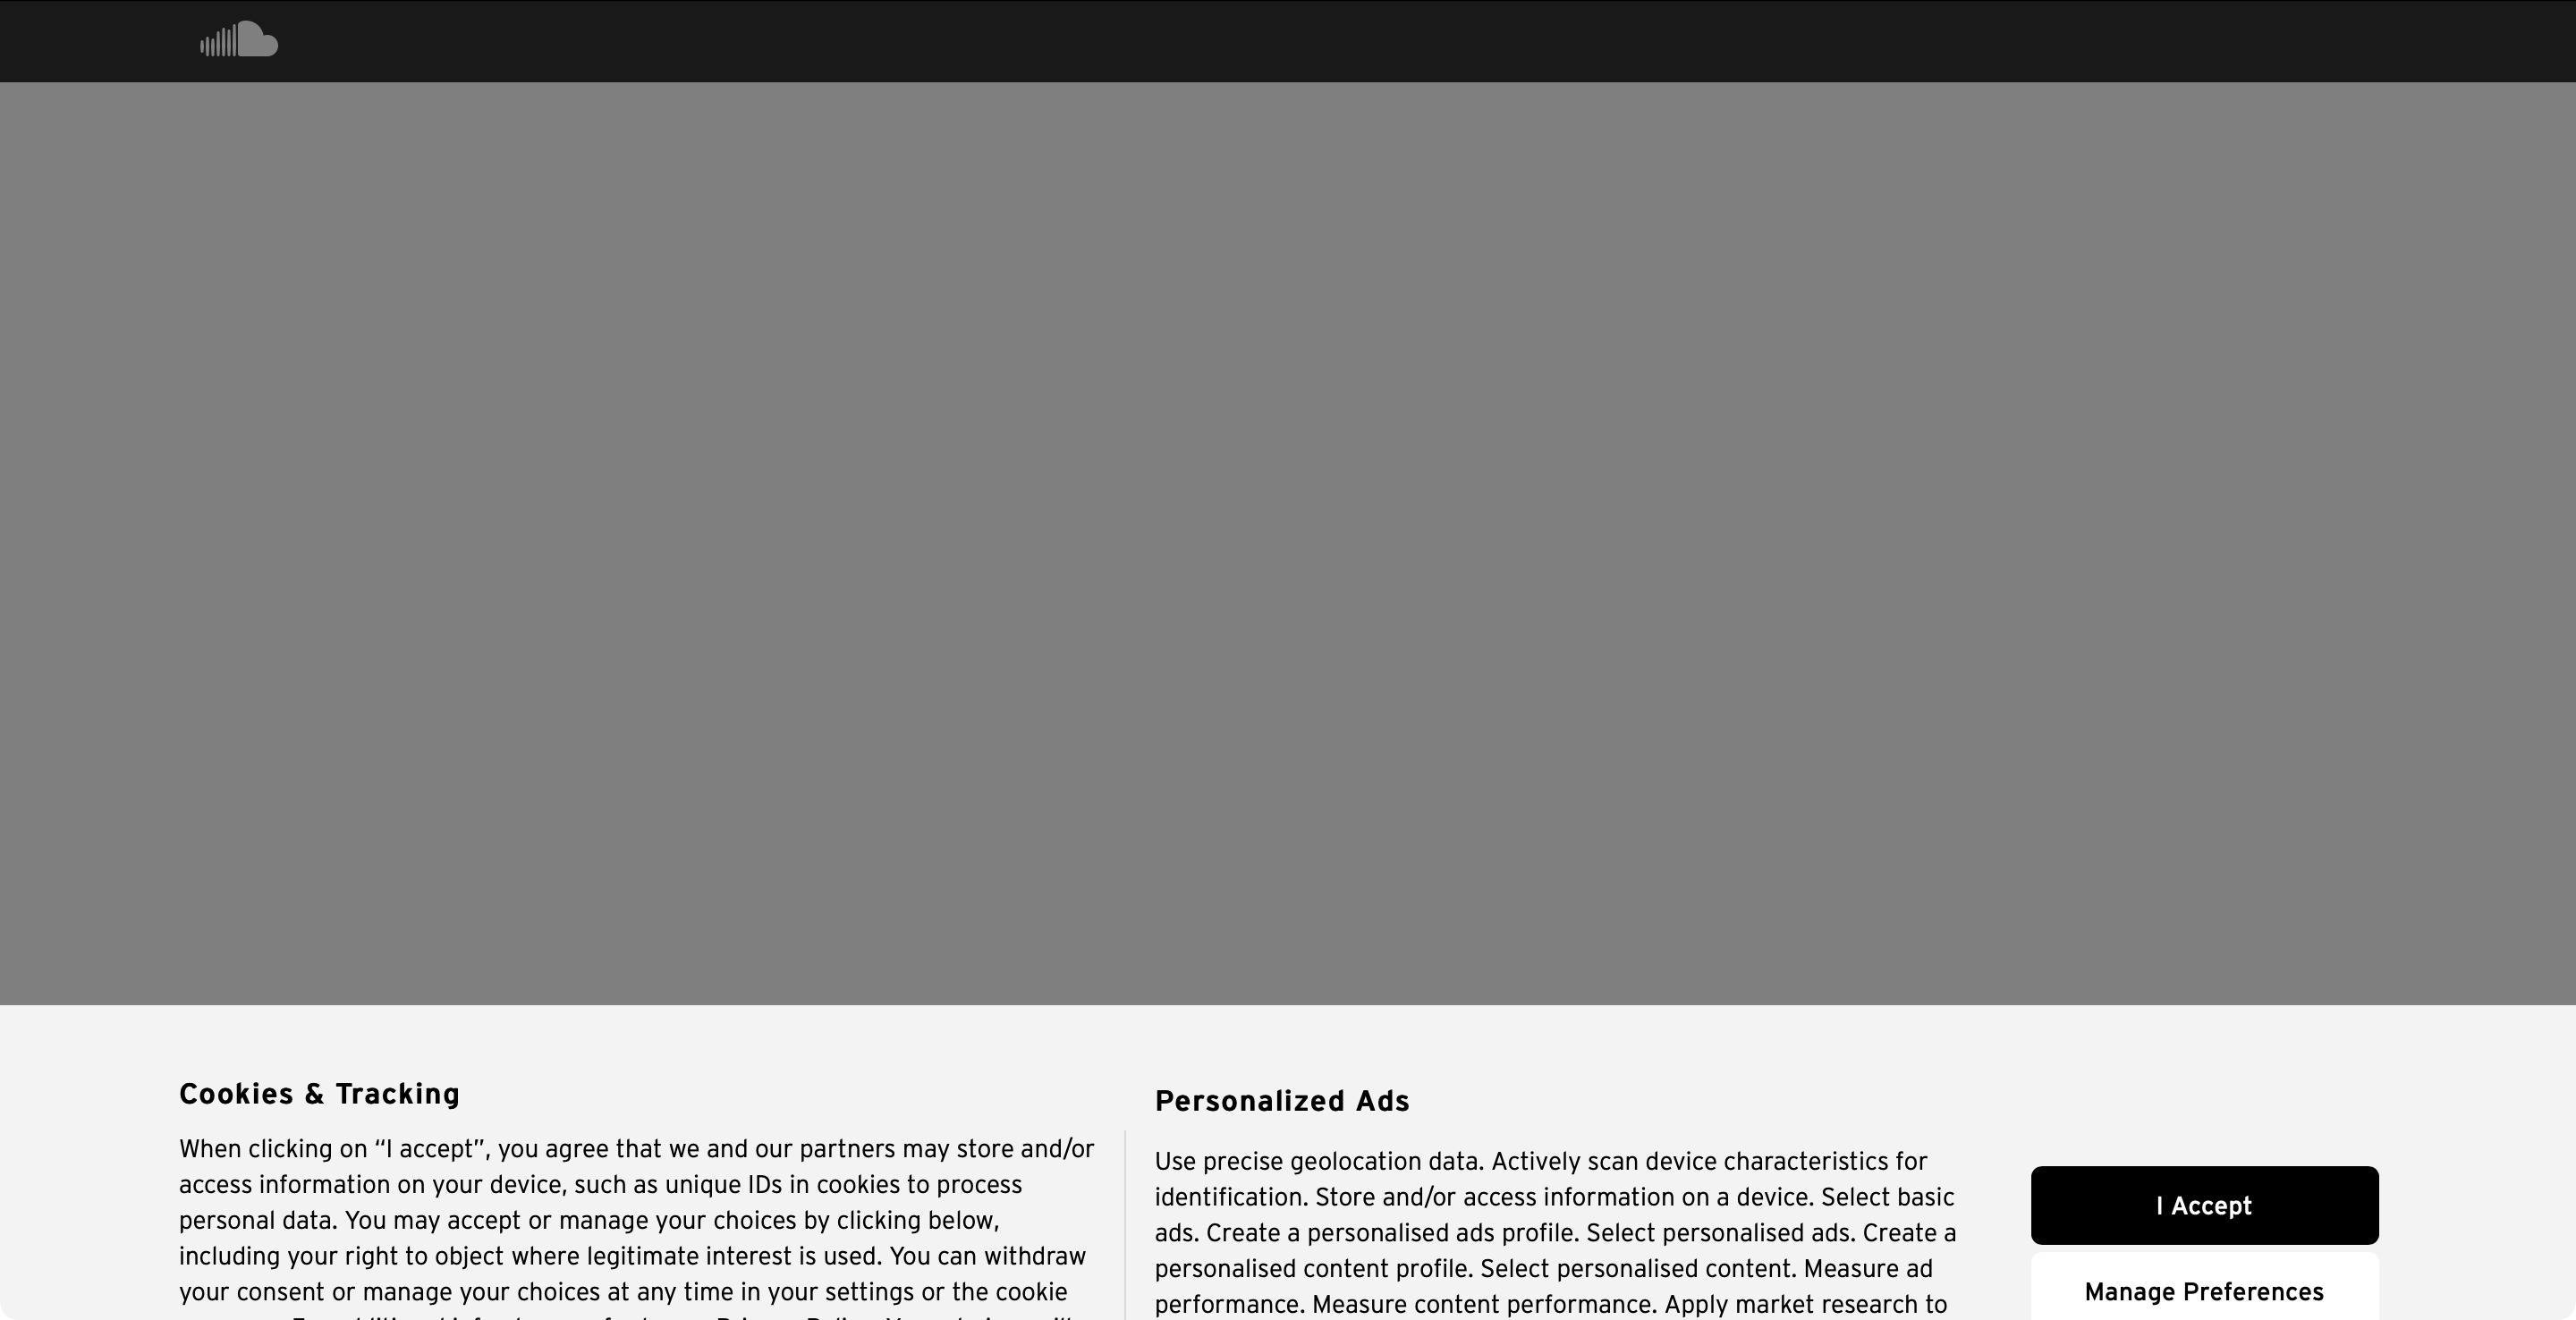 Cookies & Tracking
When clicking on “I accept”, you agree that we and our partners may store and/or
access information on your device, such as unique IDs in cookies to process
personal data. You may accept or manage your choices by clicking below,
including your right to object where legitimate interest is used. You can withdraw
your consent or manage your choices at any time in your settings or the cookie
Personalized Ads
Use precise geolocation data. Actively scan device characteristics for
identification. Store and/or access information on a device. Select basic
ads. Create a personalised ads profile. Select personalised ads. Create a
personalised content profile. Select personalised content. Measure ad
performance. Measure content performance. Apply market research to
I Accept
Manage Preferences